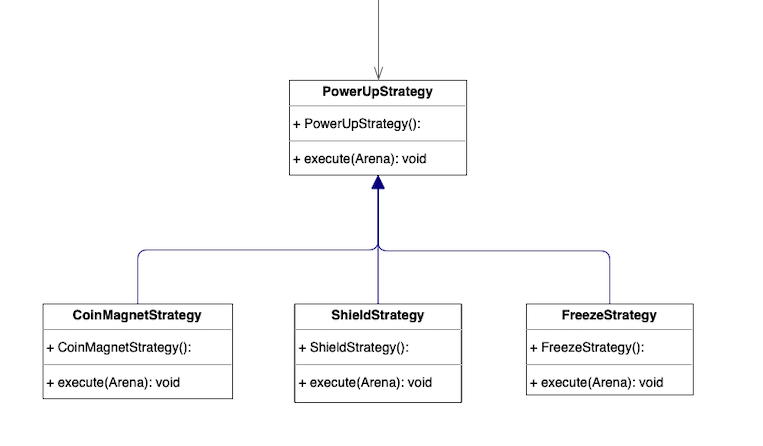 PowerUpStrategy
+ PowerUpStrategy():
+ execute(Arena): void
CoinMagnetStrategy
+ CoinMagnetStrategy():
+ execute(Arena): void
ShieldStrategy
+ ShieldStrategy():
+ execute(Arena): void
FreezeStrategy
+ FreezeStrategy():
+ execute(Arena): void